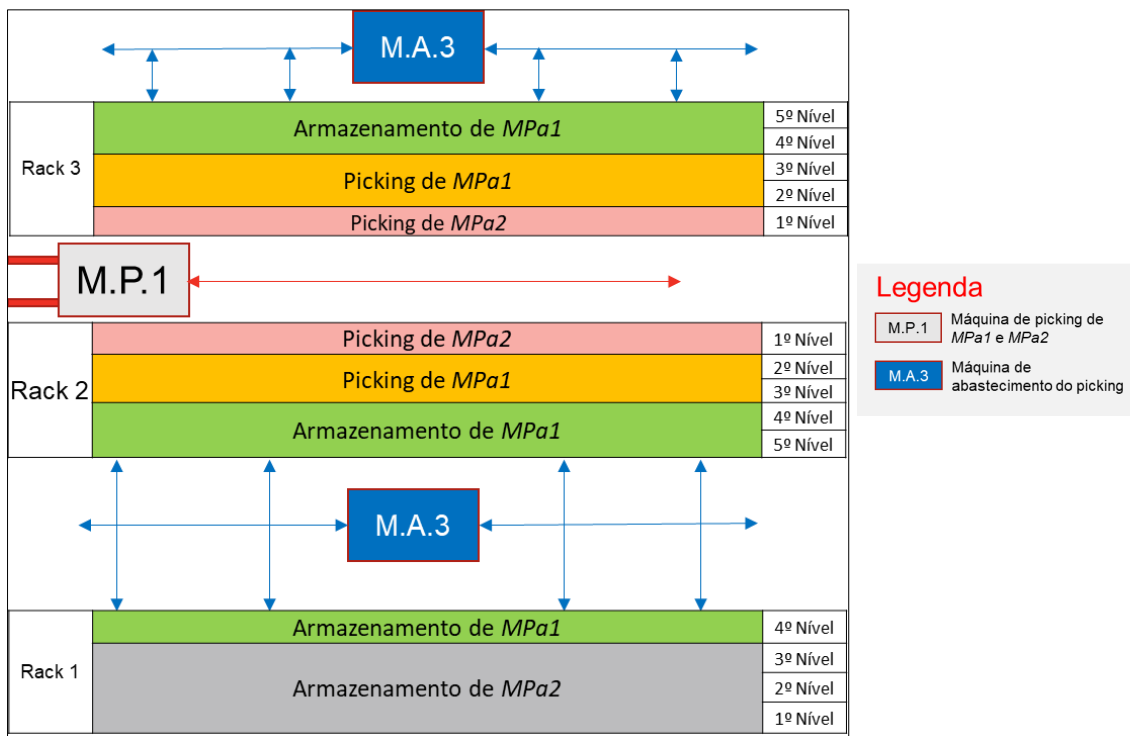 M.A.3
Armazenamento de MPa1
5º Nível
4º Nível
Rack 3
Picking de MPa1
3º Nível
2º Nível
Picking de MPa2
1º Nível
M.P.1
Picking de MPa2
1º Nível
Rack 2
Picking de MPa1
2º Nível
3º Nível
Armazenamento de MPa1
4º Nível
5º Nível
M.A.3
Armazenamento de MPa1
4º Nível
Rack 1
Armazenamento de MPa2
3º Nível
2º Nível
1º Nível
Legenda
M.P.1
Máquina de picking de
MPa1 e MPa2
M.A.3
Máquina de
abastecimento do picking